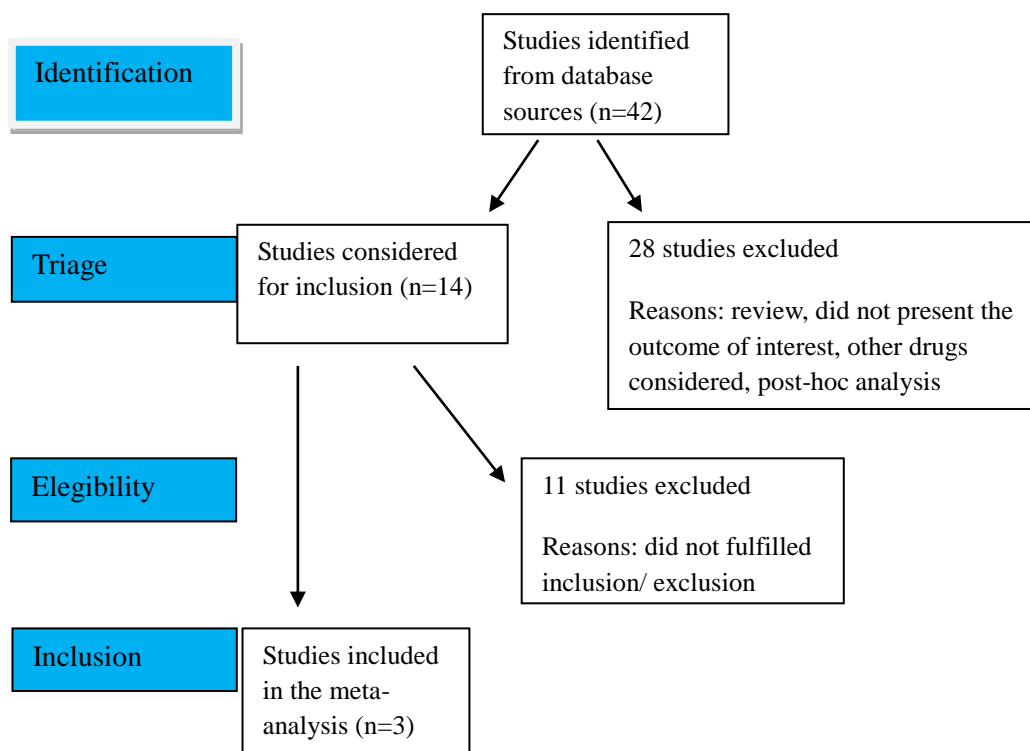 Identification
Studies identified
from database
sources (n=42)
Triage
Studies considered
for inclusion (n=14)
28 studies excluded
Reasons: review, did not present the
outcome of interest, other drugs
considered, post-hoc analysis
Elegibility
11 studies excluded
Reasons: did not fulfilled
inclusion/ exclusion
Inclusion
Studies included
in the meta-
analysis (n=3)